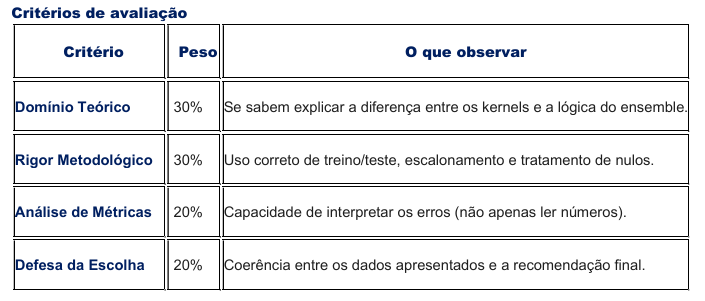 Critérios de avaliação
Critério Peso O que observar
Domínio Teórico 30% Se sabem explicar a diferença entre os kernels e a lógica do ensemble.
Rigor Metodológico 30% Uso correto de treino/teste, escalonamento e tratamento de nulos.
Análise de Métricas 20% Capacidade de interpretar os erros (não apenas ler números).
Defesa da Escolha 20% Coerência entre os dados apresentados e a recomendação final.